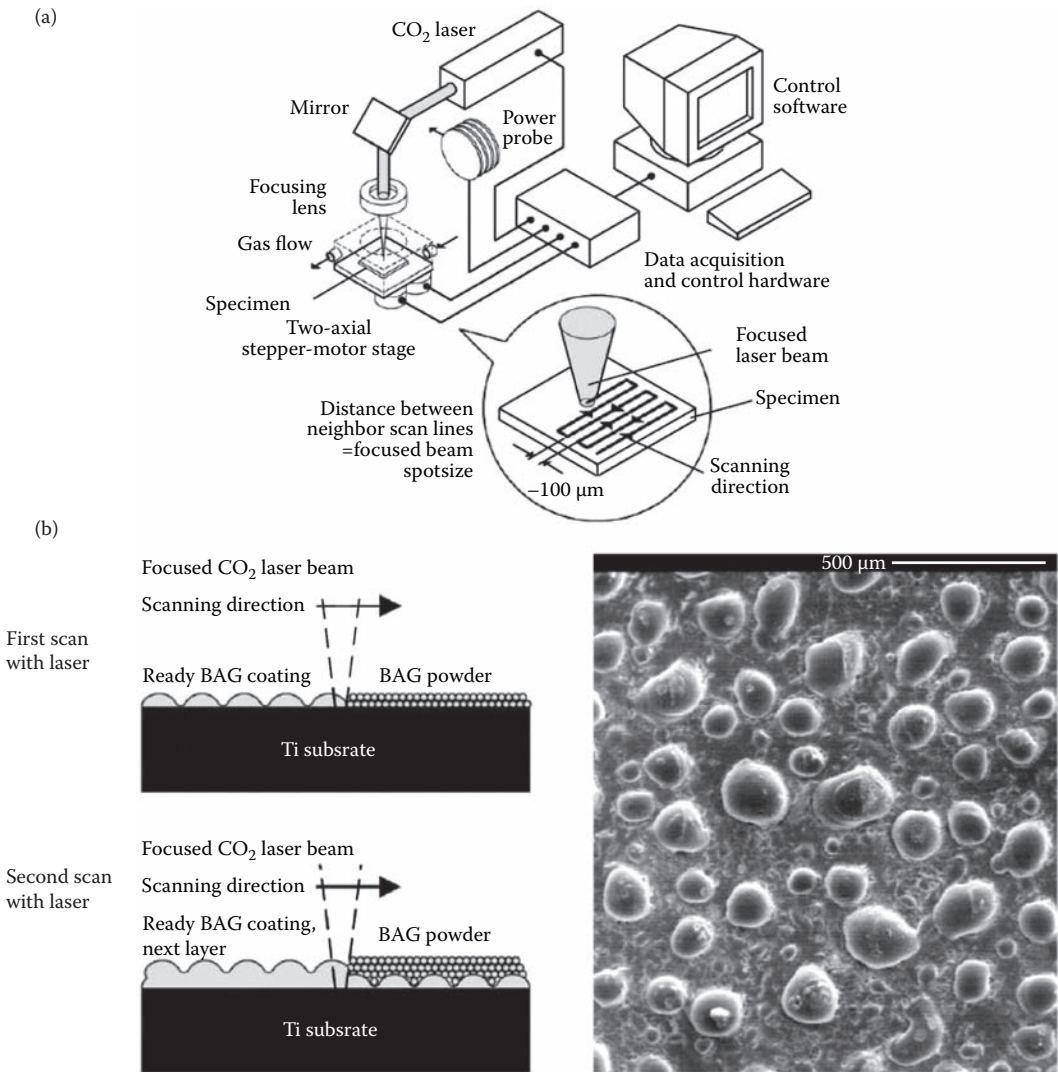 (a)
CO₂ laser
Mirror
Power
probe
Control
software
Focusing
lens
Gas flow
Specimen
Two-axial
stepper-motor stage
Data acquisition
and control hardware
Focused
laser beam
Specimen
Distance between
neighbor scan lines
=focused beam
spotsize
–100 µm
Scanning
direction
(b)
First scan
with laser
Focused CO₂ laser beam
Scanning direction
Ready BAG coating
BAG powder
Ti subsrate
Second scan
with laser
Focused CO₂ laser beam
Scanning direction
Ready BAG coating,
next layer
BAG powder
Ti subsrate
500 µm